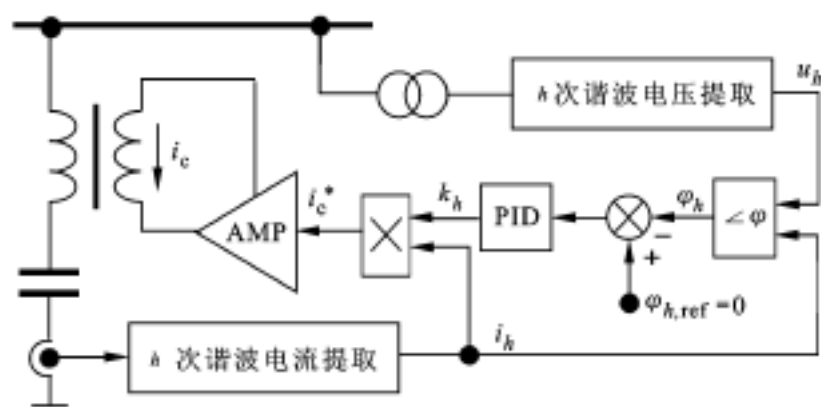 h 次谐波电压提取
u_h
i_c
i_c^*
k_h
PID
φ_h
∠φ
AMP
−
+
φ_{h,ref}=0
h 次谐波电流提取
i_h